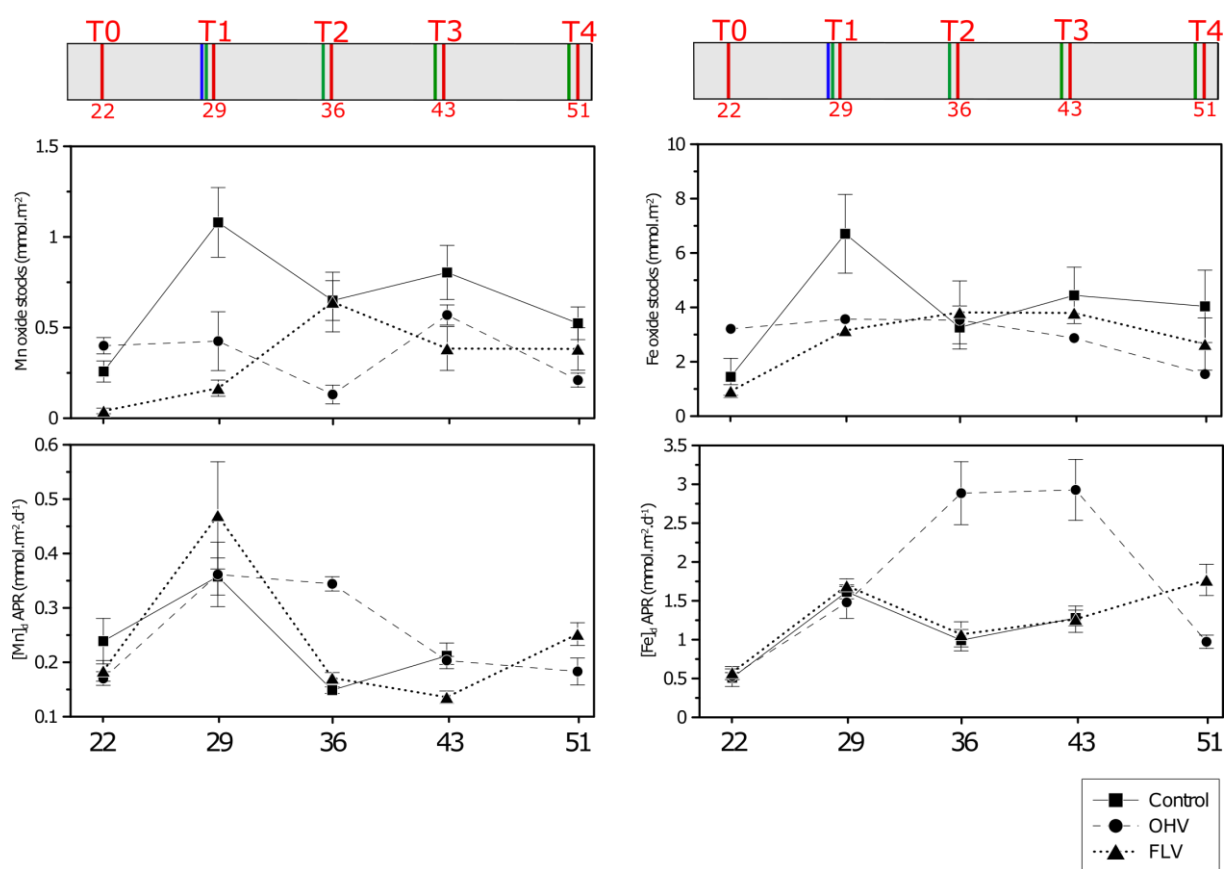 T0 T1 T2 T3 T4
22 29 36 43 51
T0 T1 T2 T3 T4
22 29 36 43 51
Mn oxide stocks (mmol.m-2)
1.5
1
0.5
0
Fe oxide stocks (mmol.m2)
10
8
6
4
2
0
[Mn]d APR (mmol.m-2.d-1)
0.6
0.5
0.4
0.3
0.2
0.1
22 29 36 43 51
[Fe]d APR (mmol.m-2.d-1)
3.5
3
2.5
2
1.5
1
0.5
0
22 29 36 43 51
Control
OHV
FLV